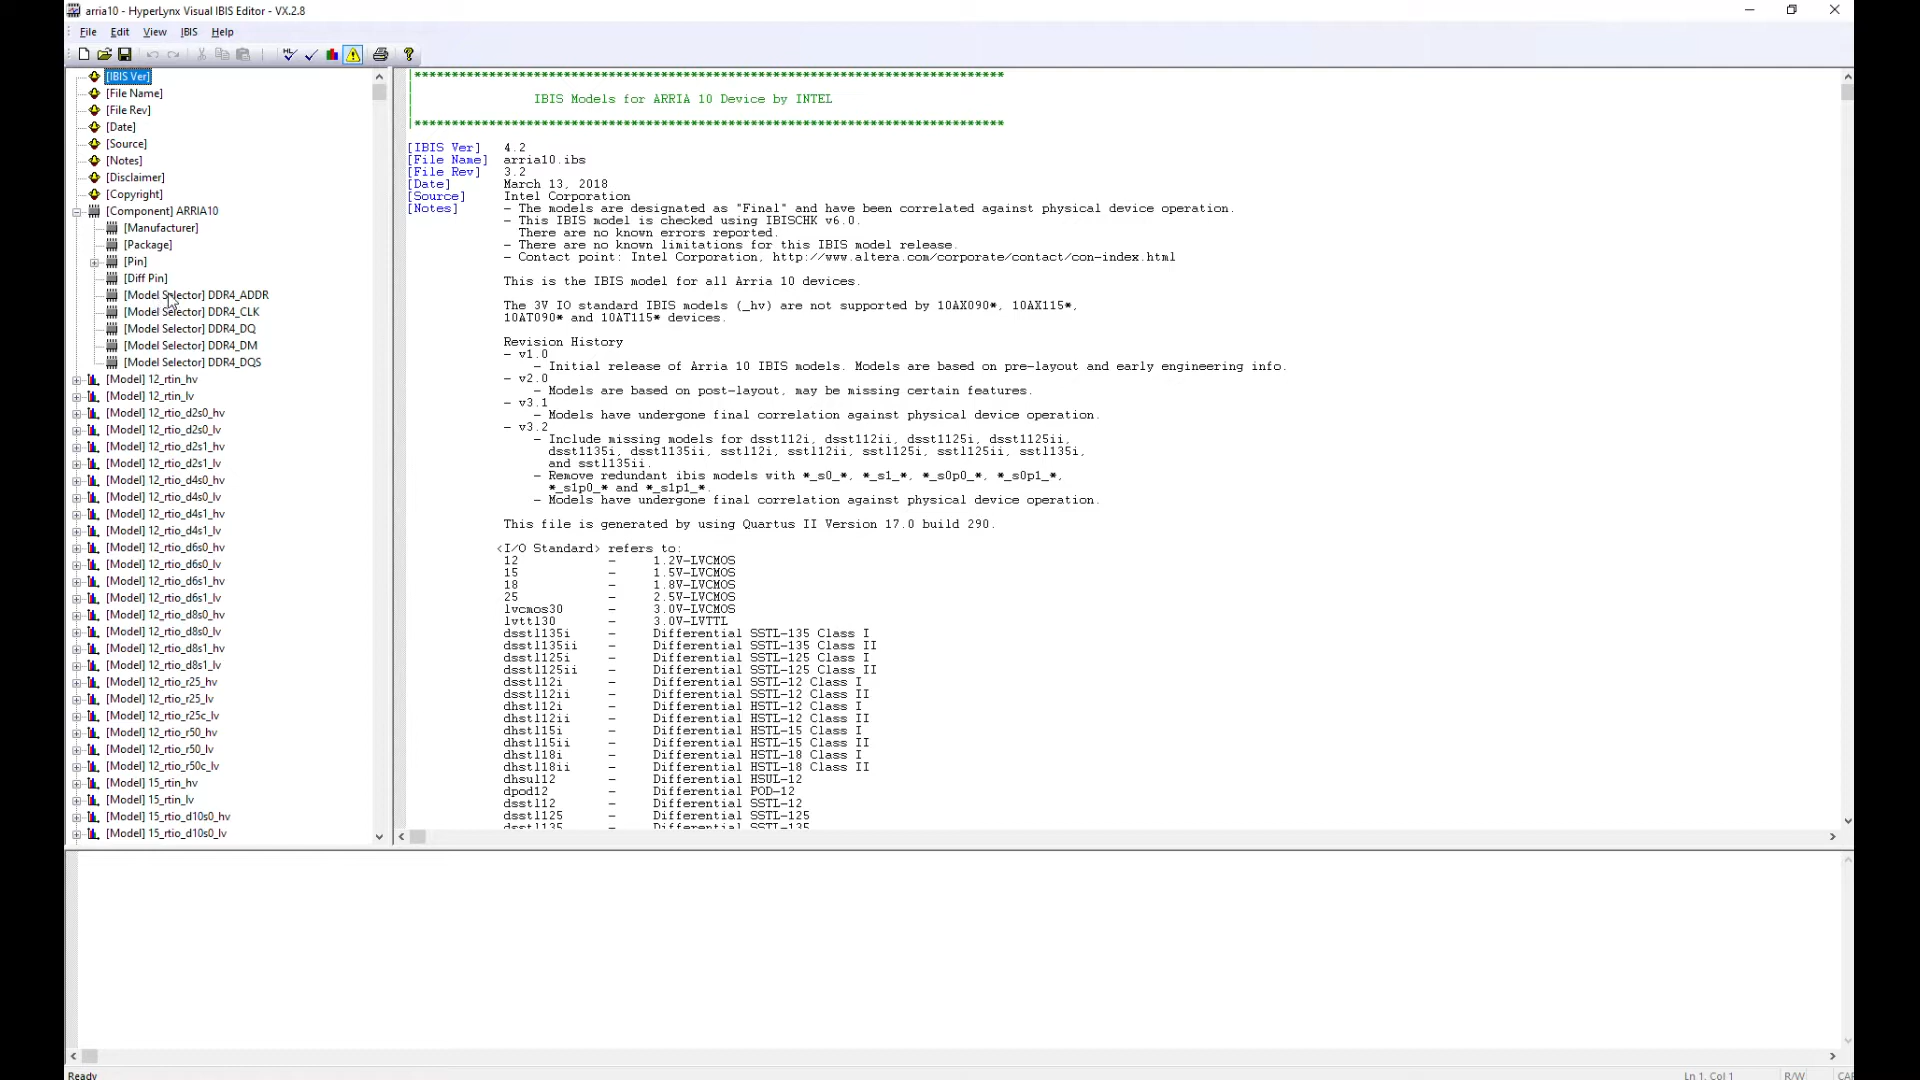 arria10 - HyperLynx Visual IBIS Editor - VX.2.8
File Edit View IBIS Help
[IBIS Ver]
[File Name]
[File Rev]
[Date]
[Source]
[Notes]
[Disclaimer]
[Copyright]
[Component] ARRIA10
[Manufacturer]
[Package]
[Pin]
[Diff Pin]
[Model Selector] DDR4_ADDR
[Model Selector] DDR4_CLK
[Model Selector] DDR4_DQ
[Model Selector] DDR4_DM
[Model Selector] DDR4_DQS
[Model] 12_rtin_hv
[Model] 12_rtin_lv
[Model] 12_rtio_d2s0_hv
[Model] 12_rtio_d2s0_lv
[Model] 12_rtio_d2s1_hv
[Model] 12_rtio_d2s1_lv
[Model] 12_rtio_d4s0_hv
[Model] 12_rtio_d4s0_lv
[Model] 12_rtio_d4s1_hv
[Model] 12_rtio_d4s1_lv
[Model] 12_rtio_d6s0_hv
[Model] 12_rtio_d6s0_lv
[Model] 12_rtio_d6s1_hv
[Model] 12_rtio_d6s1_lv
[Model] 12_rtio_d8s0_hv
[Model] 12_rtio_d8s0_lv
[Model] 12_rtio_d8s1_hv
[Model] 12_rtio_d8s1_lv
[Model] 12_rtio_r25_hv
[Model] 12_rtio_r25_lv
[Model] 12_rtio_r25c_lv
[Model] 12_rtio_r50_hv
[Model] 12_rtio_r50_lv
[Model] 12_rtio_r50c_lv
[Model] 15_rtin_hv
[Model] 15_rtin_lv
[Model] 15_rtio_d10s0_hv
[Model] 15_rtio_d10s0_lv
|*******************************************************************************
IBIS Models for ARRIA 10 Device by INTEL
|*******************************************************************************
[IBIS Ver] 4.2
[File Name] arria10.ibs
[File Rev] 3.2
[Date] March 13, 2018
[Source] Intel Corporation
[Notes] - The models are designated as "Final" and have been correlated against physical device operation.
- This IBIS model is checked using IBISCHK v6.0.
There are no known errors reported.
- There are no known limitations for this IBIS model release.
- Contact point: Intel Corporation, http://www.altera.com/corporate/contact/con-index.html
This is the IBIS model for all Arria 10 devices.
The 3V IO standard IBIS models (_hv) are not supported by 10AX090*, 10AX115*,
10AT090* and 10AT115* devices.
Revision History
- v1.0
- Initial release of Arria 10 IBIS models. Models are based on pre-layout and early engineering info.
- v2.0
- Models are based on post-layout, may be missing certain features.
- v3.1
- Models have undergone final correlation against physical device operation.
- v3.2
- Include missing models for dsstl12i, dsstl12ii, dsstl125i, dsstl125ii,
dsstl135i, dsstl135ii, sstl12i, sstl12ii, sstl125i, sstl125ii, sstl135i,
and sstl135ii.
- Remove redundant ibis models with *_s0_*, *_s1_*, *_s0p0_*, *_s0p1_*,
*_s1p0_* and *_s1p1_*.
- Models have undergone final correlation against physical device operation.
This file is generated by using Quartus II Version 17.0 build 290.
<I/O Standard> refers to:
12 - 1.2V-LVCMOS
15 - 1.5V-LVCMOS
18 - 1.8V-LVCMOS
25 - 2.5V-LVCMOS
lvcmos30 - 3.0V-LVCMOS
lvttl30 - 3.0V-LVTTL
dsstl135i - Differential SSTL-135 Class I
dsstl135ii - Differential SSTL-135 Class II
dsstl125i - Differential SSTL-125 Class I
dsstl125ii - Differential SSTL-125 Class II
dsstl12i - Differential SSTL-12 Class I
dsstl12ii - Differential SSTL-12 Class II
dhstl12i - Differential HSTL-12 Class I
dhstl12ii - Differential HSTL-12 Class II
dhstl15i - Differential HSTL-15 Class I
dhstl15ii - Differential HSTL-15 Class II
dhstl18i - Differential HSTL-18 Class I
dhstl18ii - Differential HSTL-18 Class II
dhsul12 - Differential HSUL-12
dpod12 - Differential POD-12
dsstl12 - Differential SSTL-12
dsstl125 - Differential SSTL-125
dsstl135 - Differential SSTL-135
Ready Ln 1, Col 1 R/W CAP